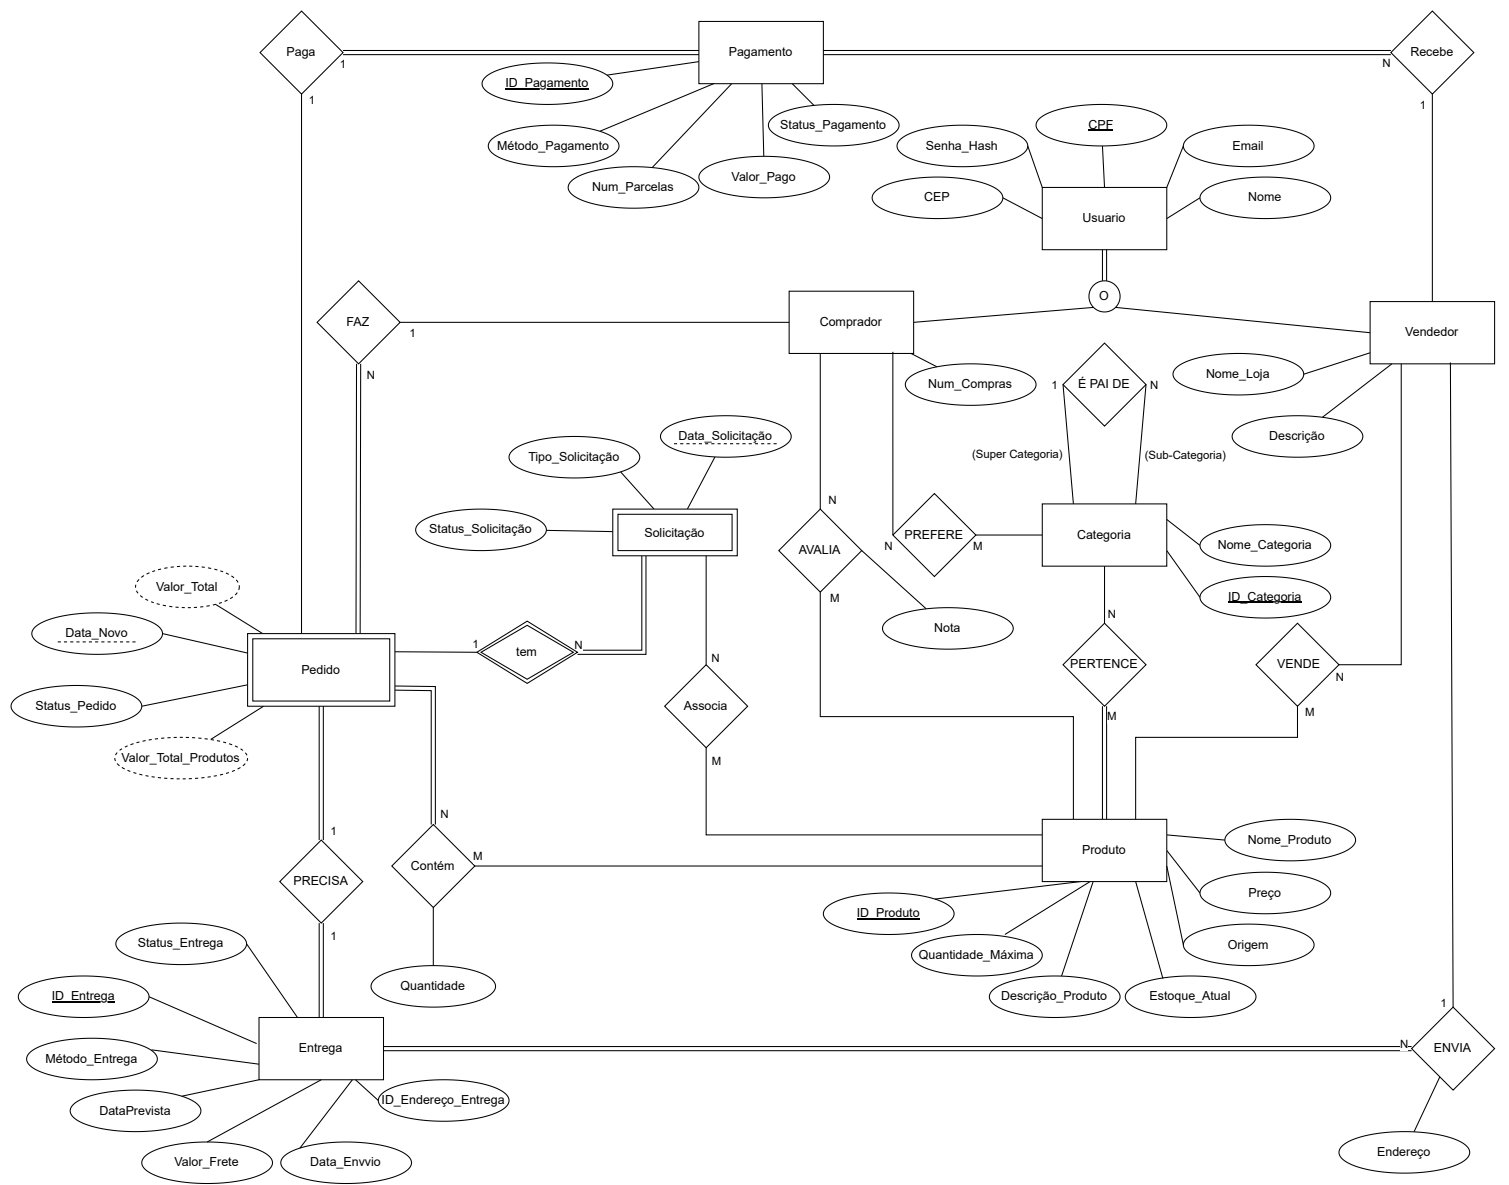 Paga
1
1
Pagamento
N
Recebe
1
ID_Pagamento
Método_Pagamento
Num_Parcelas
Valor_Pago
Status_Pagamento
Senha_Hash
CPF
Email
CEP
Usuario
Nome
O
FAZ
1
N
Comprador
Num_Compras
Vendedor
Nome_Loja
Descrição
1
É PAI DE
N
(Super Categoria)
(Sub-Categoria)
Tipo_Solicitação
Data_Solicitação
Status_Solicitação
Solicitação
N
AVALIA
M
Nota
N
PREFERE
M
Categoria
Nome_Categoria
ID_Categoria
N
PERTENCE
M
VENDE
N
M
Valor_Total
Data_Novo
Status_Pedido
Valor_Total_Produtos
Pedido
1
tem
N
N
Associa
M
1
PRECISA
1
N
Contém
M
Quantidade
Produto
Nome_Produto
Preço
Origem
ID_Produto
Quantidade_Máxima
Descrição_Produto
Estoque_Atual
Status_Entrega
ID_Entrega
Método_Entrega
DataPrevista
Valor_Frete
Data_Envvio
ID_Endereço_Entrega
Entrega
N
1
ENVIA
Endereço